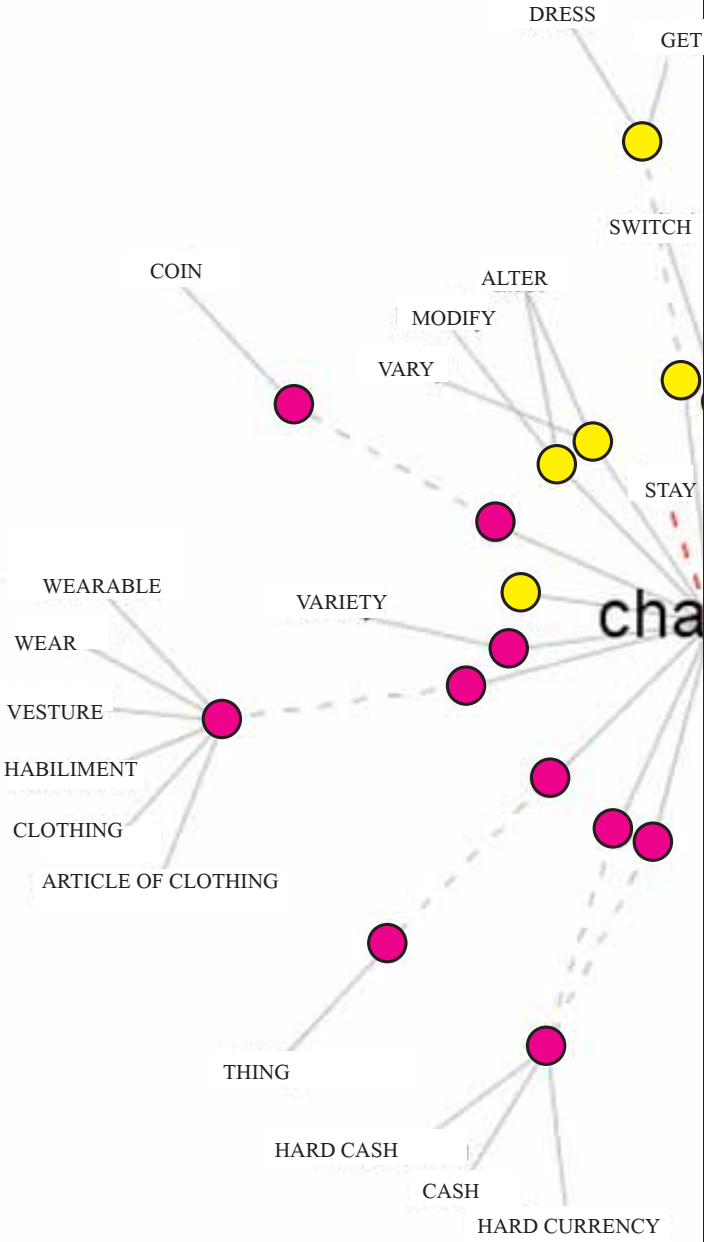 DRESS
GET
SWITCH
COIN
ALTER
MODIFY
VARY
STAY
WEARABLE
VARIETY
cha
WEAR
VESTURE
HABILIMENT
CLOTHING
ARTICLE OF CLOTHING
THING
HARD CASH
CASH
HARD CURRENCY